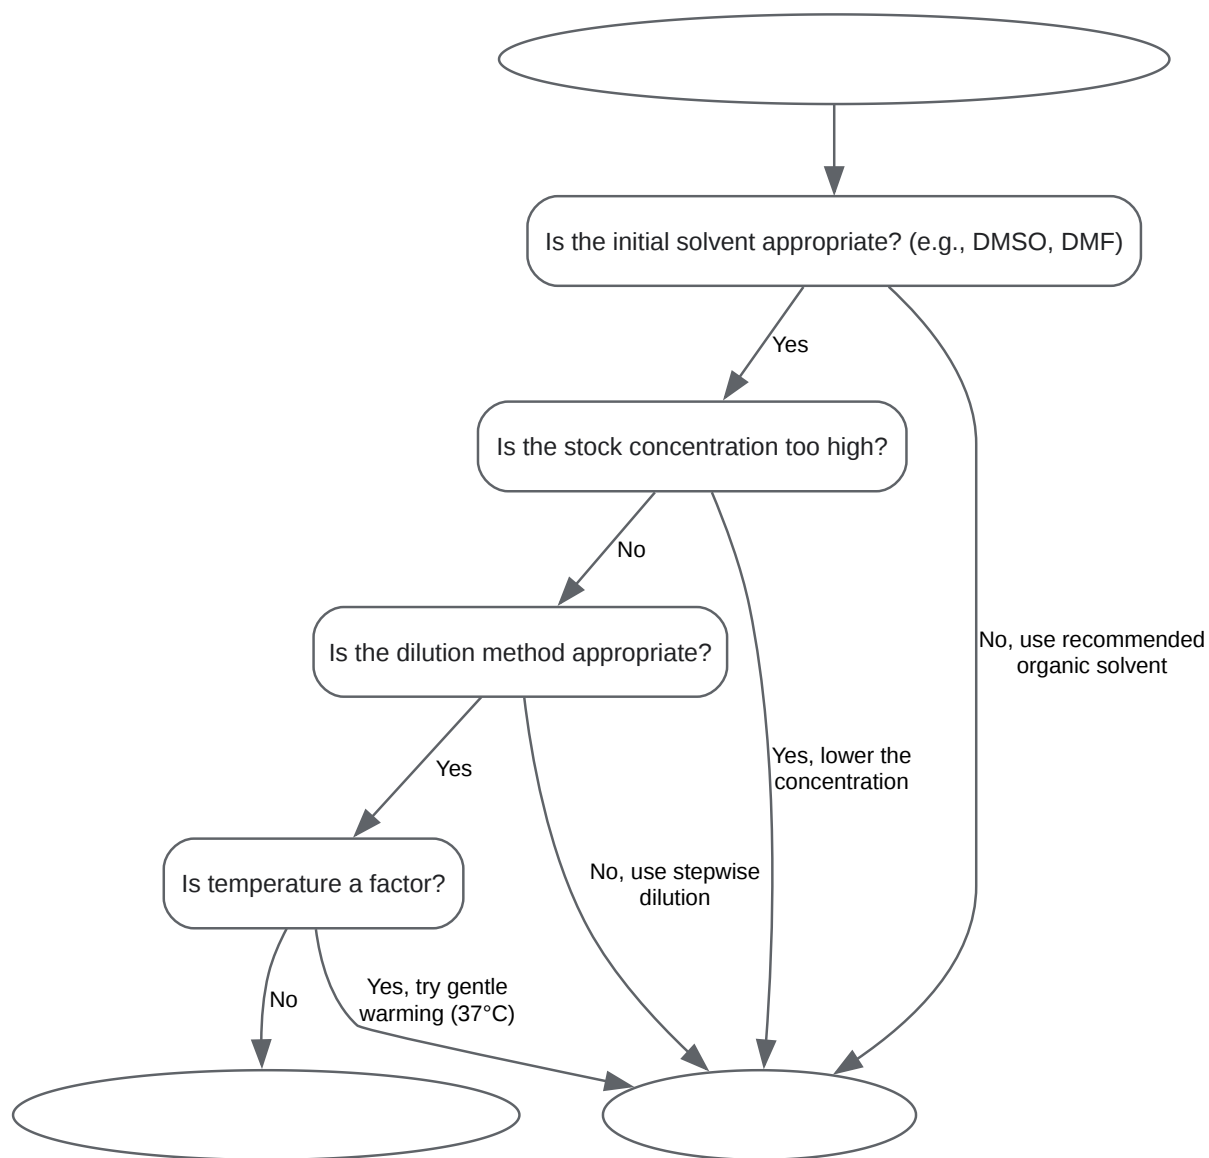 Is the initial solvent appropriate? (e.g., DMSO, DMF)
Yes
Is the stock concentration too high?
No
Is the dilution method appropriate?
No, use recommended
organic solvent
Yes, lower the
concentration
Yes
No, use stepwise
dilution
Is temperature a factor?
Yes, try gentle
warming (37°C)
No